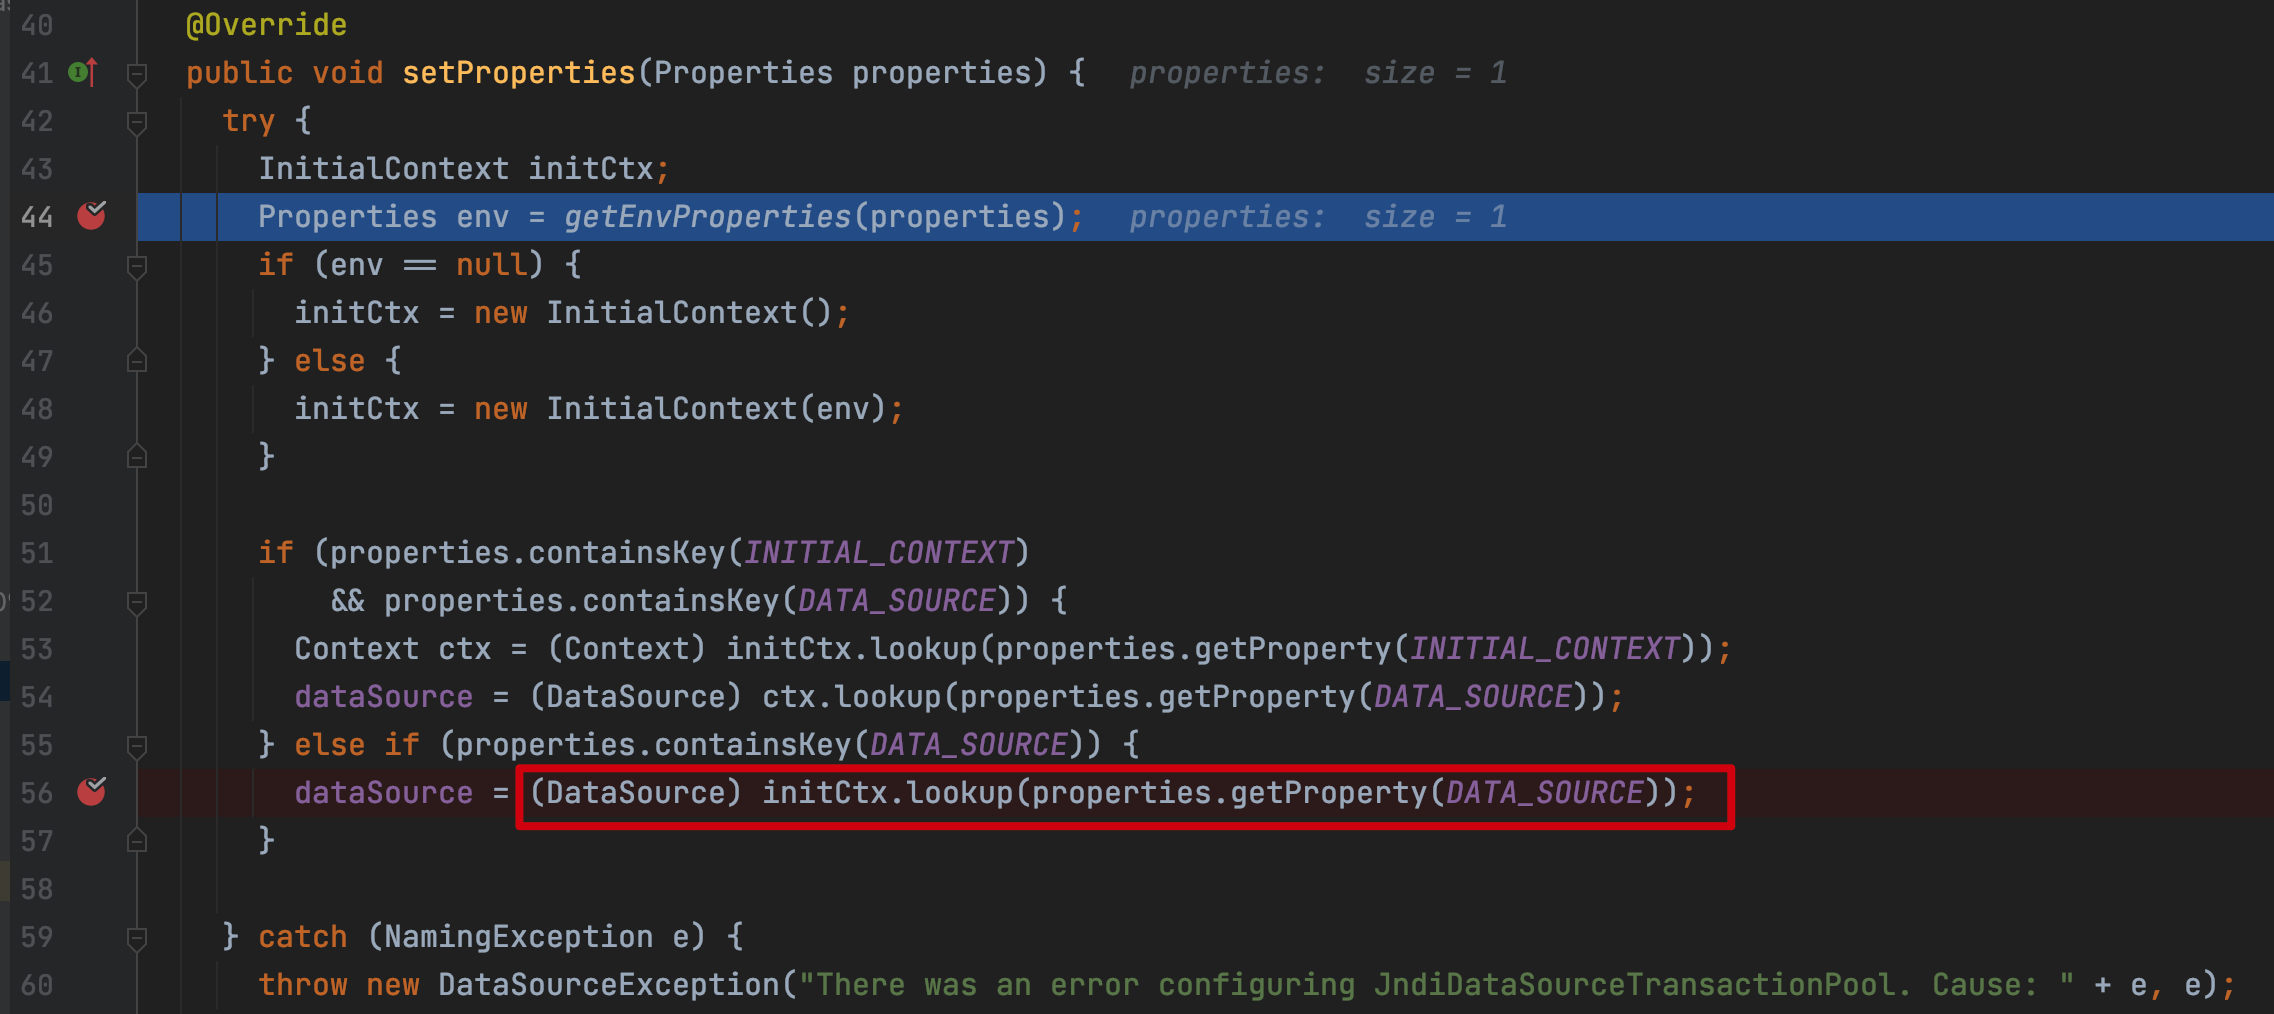 40 @Override
41 public void setProperties(Properties properties) { properties: size = 1
42 try {
43 InitialContext initCtx;
44 Properties env = getEnvProperties(properties); properties: size = 1
45 if (env == null) {
46 initCtx = new InitialContext();
47 } else {
48 initCtx = new InitialContext(env);
49 }
50
51 if (properties.containsKey(INITIAL_CONTEXT)
52 && properties.containsKey(DATA_SOURCE)) {
53 Context ctx = (Context) initCtx.lookup(properties.getProperty(INITIAL_CONTEXT));
54 dataSource = (DataSource) ctx.lookup(properties.getProperty(DATA_SOURCE));
55 } else if (properties.containsKey(DATA_SOURCE)) {
56 dataSource = (DataSource) initCtx.lookup(properties.getProperty(DATA_SOURCE));
57 }
58
59 } catch (NamingException e) {
60 throw new DataSourceException("There was an error configuring JndiDataSourceTransactionPool. Cause: " + e, e);